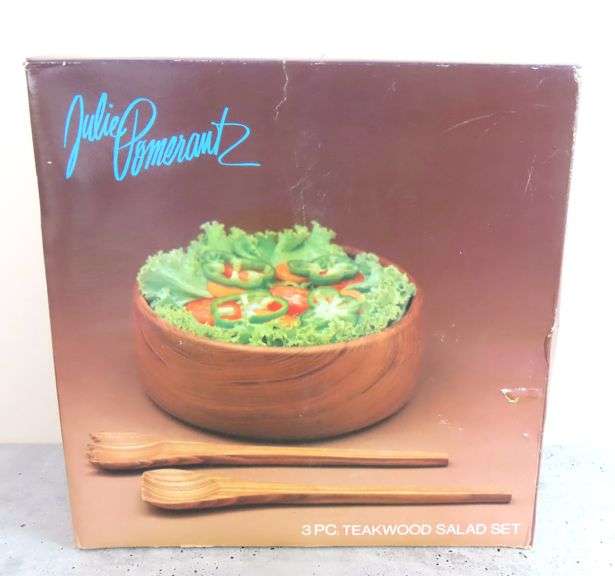 Julie
Pomerantz
3 PC. TEAKWOOD SALAD SET